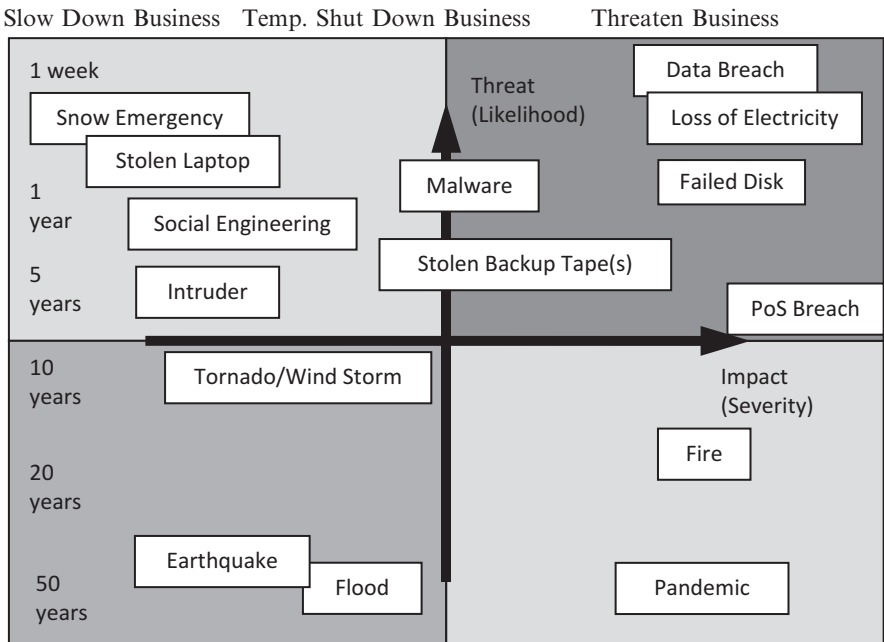 Slow Down Business Temp. Shut Down Business Threaten Business
1 week
Threat
(Likelihood)
Data Breach
Snow Emergency
Loss of Electricity
Stolen Laptop
Malware
Failed Disk
1
year
Social Engineering
Stolen Backup Tape(s)
5
years
Intruder
PoS Breach
10
years
Tornado/Wind Storm
Impact
(Severity)
Fire
20
years
Earthquake
50
years
Flood
Pandemic